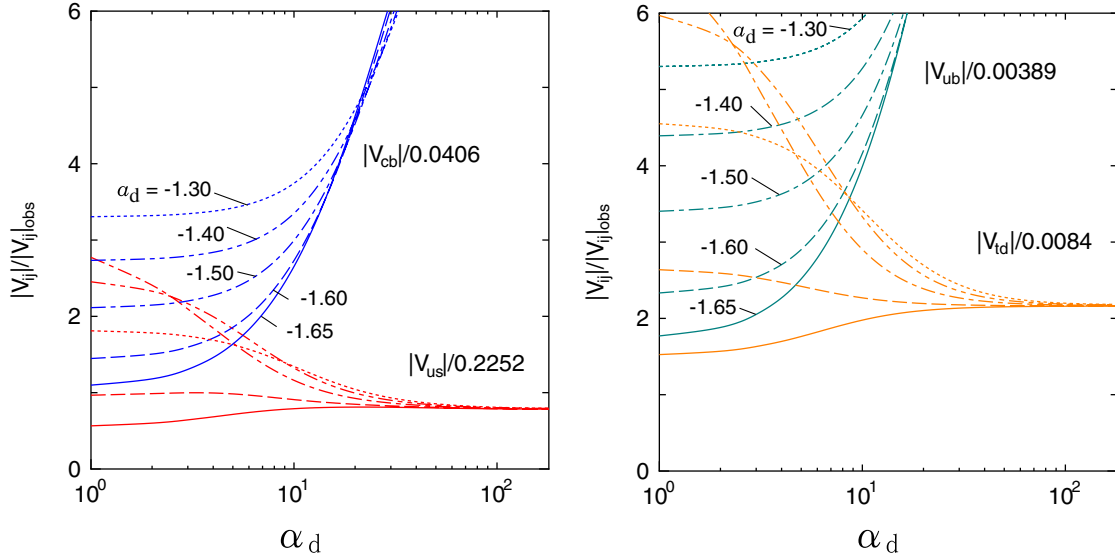 6
4
2
0
|V_ij|/|V_ij|_obs
10^0
10^1
10^2
α_d
a_d = -1.30
-1.40
-1.50
-1.60
-1.65
|V_cb|/0.0406
|V_us|/0.2252
6
4
2
0
|V_ij|/|V_ij|_obs
10^0
10^1
10^2
α_d
a_d = -1.30
-1.40
-1.50
-1.60
-1.65
|V_ub|/0.00389
|V_td|/0.0084